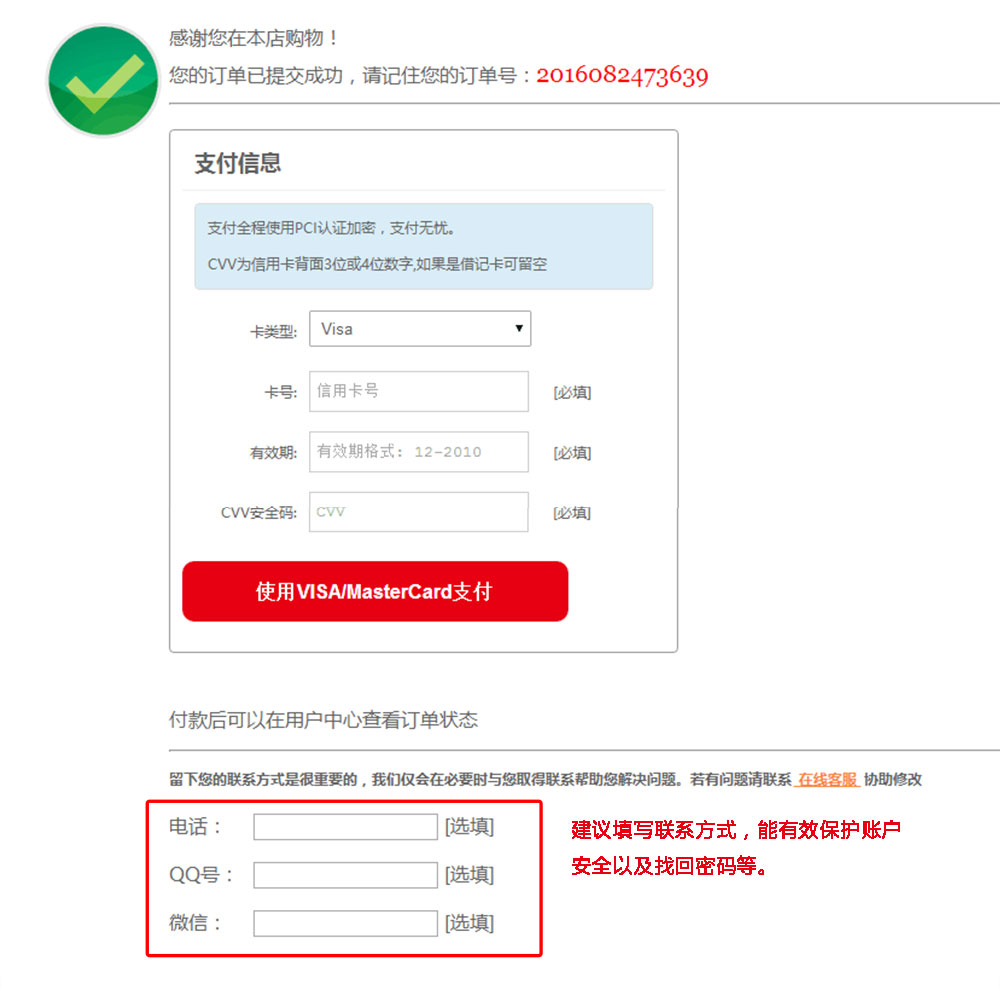 感谢您在本店购物！
您的订单已提交成功，请记住您的订单号：2016082473639
支付信息
支付全程使用PCI认证加密，支付无忧。
CVV为信用卡背面3位或4位数字,如果是借记卡可留空
卡类型: Visa
卡号: 信用卡号 [必填]
有效期: 有效期格式: 12-2010 [必填]
CVV安全码: CVV [必填]
使用VISA/MasterCard支付
付款后可以在用户中心查看订单状态
留下您的联系方式是很重要的，我们仅会在必要时与您取得联系帮助您解决问题。若有问题请联系 在线客服 协助修改
电话： [选填]
QQ号： [选填]
微信： [选填]
建议填写联系方式，能有效保护账户
安全以及找回密码等。